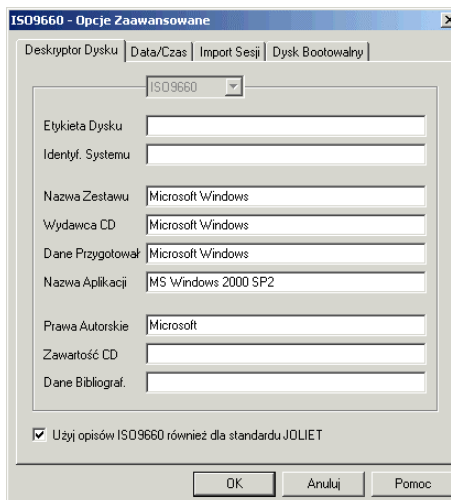 ISO9660 - Opcje Zaawansowane
Deskryptor Dysku Data/Czas Import Sesji Dysk Bootowalny
ISO9660
Etykieta Dysku
Identyf. Systemu
Nazwa Zestawu Microsoft Windows
Wydawca CD Microsoft Windows
Dane Przygotował Microsoft Windows
Nazwa Aplikacji MS Windows 2000 SP2
Prawa Autorskie Microsoft
Zawartość CD
Dane Bibliograf.
Użyj opisów ISO9660 również dla standardu JOLIET
OK Anuluj Pomoc